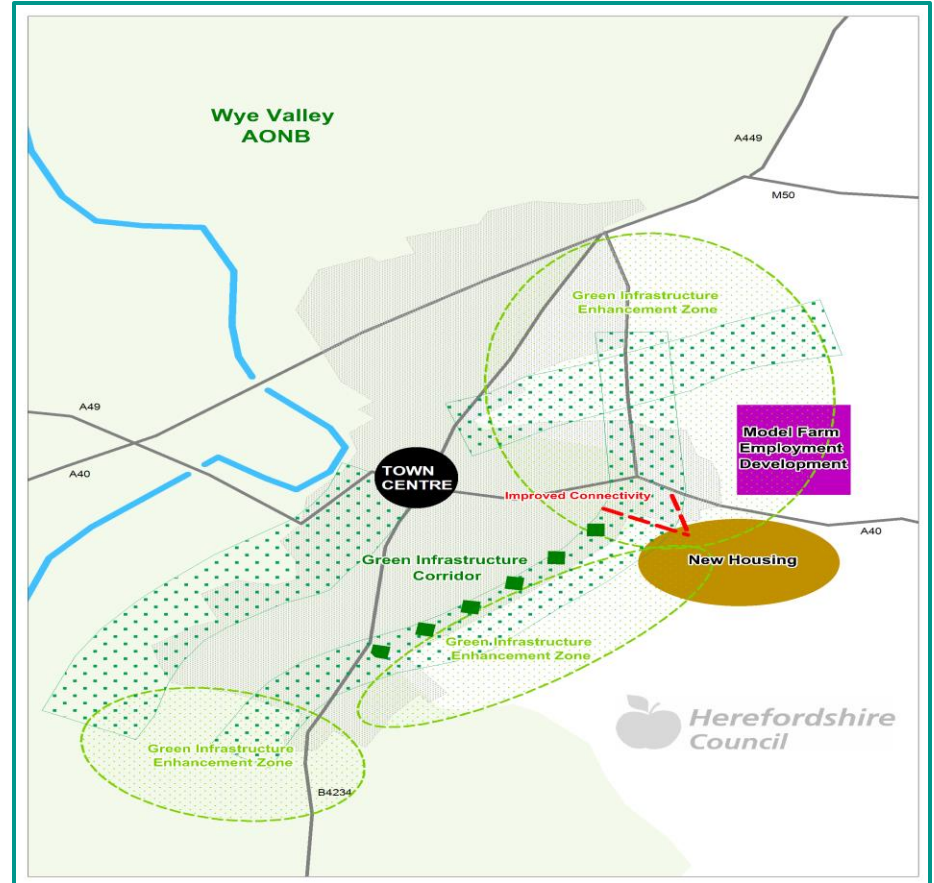 Wye Valley
AONB
A449
M50
Green Infrastructure
Enhancement Zone
A49
A40
TOWN
CENTRE
Model Farm
Employment
Development
Improved Connectivity
A40
New Housing
Green Infrastructure
Corridor
Green Infrastructure
Enhancement Zone
Herefordshire
Council
Green Infrastructure
Enhancement Zone
B4234